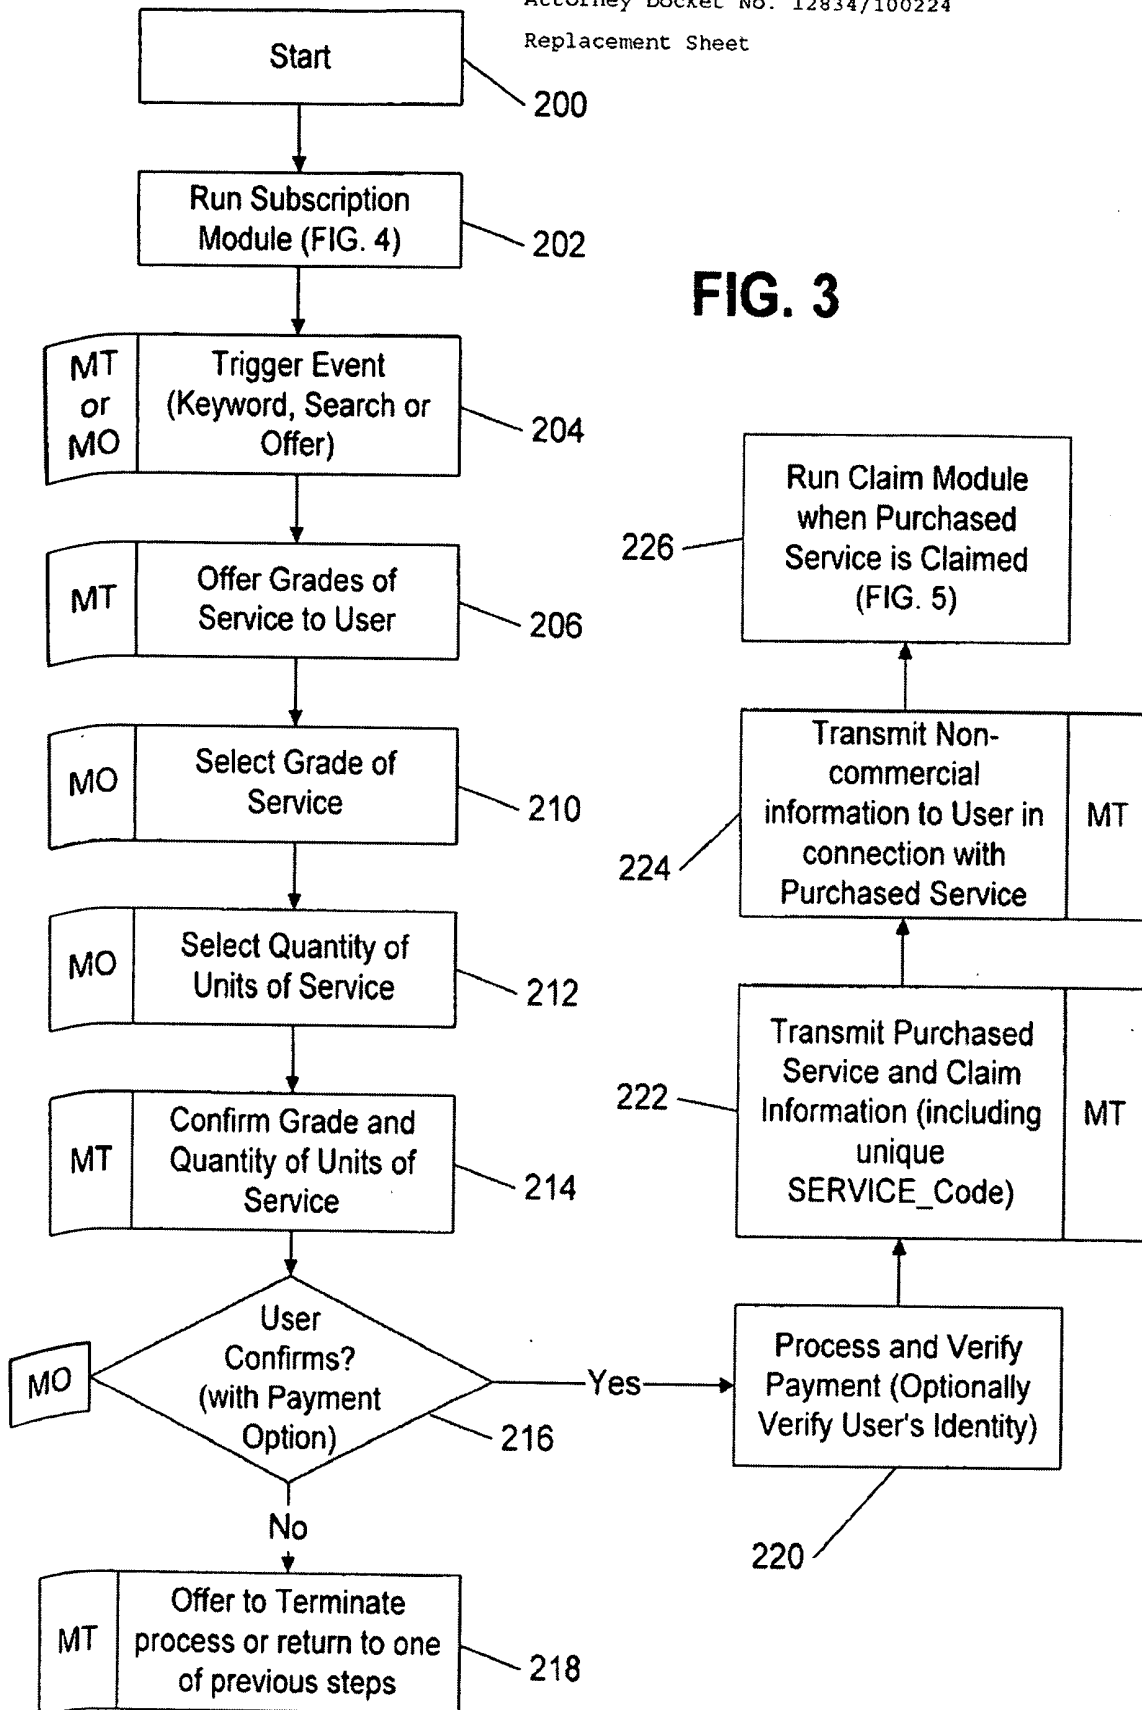 Attorney Docket No. 12834/100224
Replacement Sheet
FIG. 3
Start
200
Run Subscription
Module (FIG. 4)
202
MT
or
MO
Trigger Event
(Keyword, Search or
Offer)
204
MT
Offer Grades of
Service to User
206
MO
Select Grade of
Service
210
MO
Select Quantity of
Units of Service
212
MT
Confirm Grade and
Quantity of Units of
Service
214
MO
User
Confirms?
(with Payment
Option)
216
Yes
No
MT
Offer to Terminate
process or return to one
of previous steps
218
Process and Verify
Payment (Optionally
Verify User's Identity)
220
Transmit Purchased
Service and Claim
Information (including
unique
SERVICE_Code)
MT
222
Transmit Non-
commercial
information to User in
connection with
Purchased Service
MT
224
Run Claim Module
when Purchased
Service is Claimed
(FIG. 5)
226